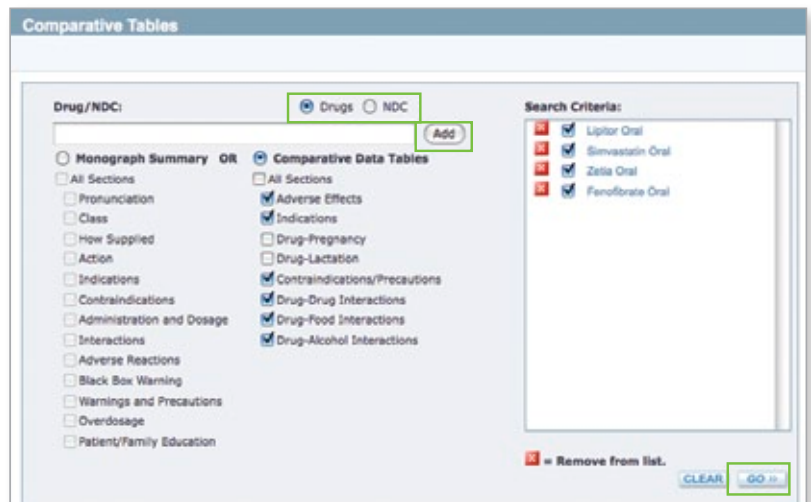 Comparative Tables
Drug/NDC:
Drugs NDC
Add
Monograph Summary OR Comparative Data Tables
All Sections
Pronunciation
Class
How Supplied
Action
Indications
Contraindications
Administration and Dosage
Interactions
Adverse Reactions
Black Box Warning
Warnings and Precautions
Overdosage
Patient/Family Education
All Sections
Adverse Effects
Indications
Drug-Pregnancy
Drug-Lactation
Contraindications/Precautions
Drug-Drug Interactions
Drug-Food Interactions
Drug-Alcohol Interactions
Search Criteria:
Lipitor Oral
Simvastatin Oral
Zetia Oral
Fenofibrate Oral
= Remove from list.
CLEAR GO »